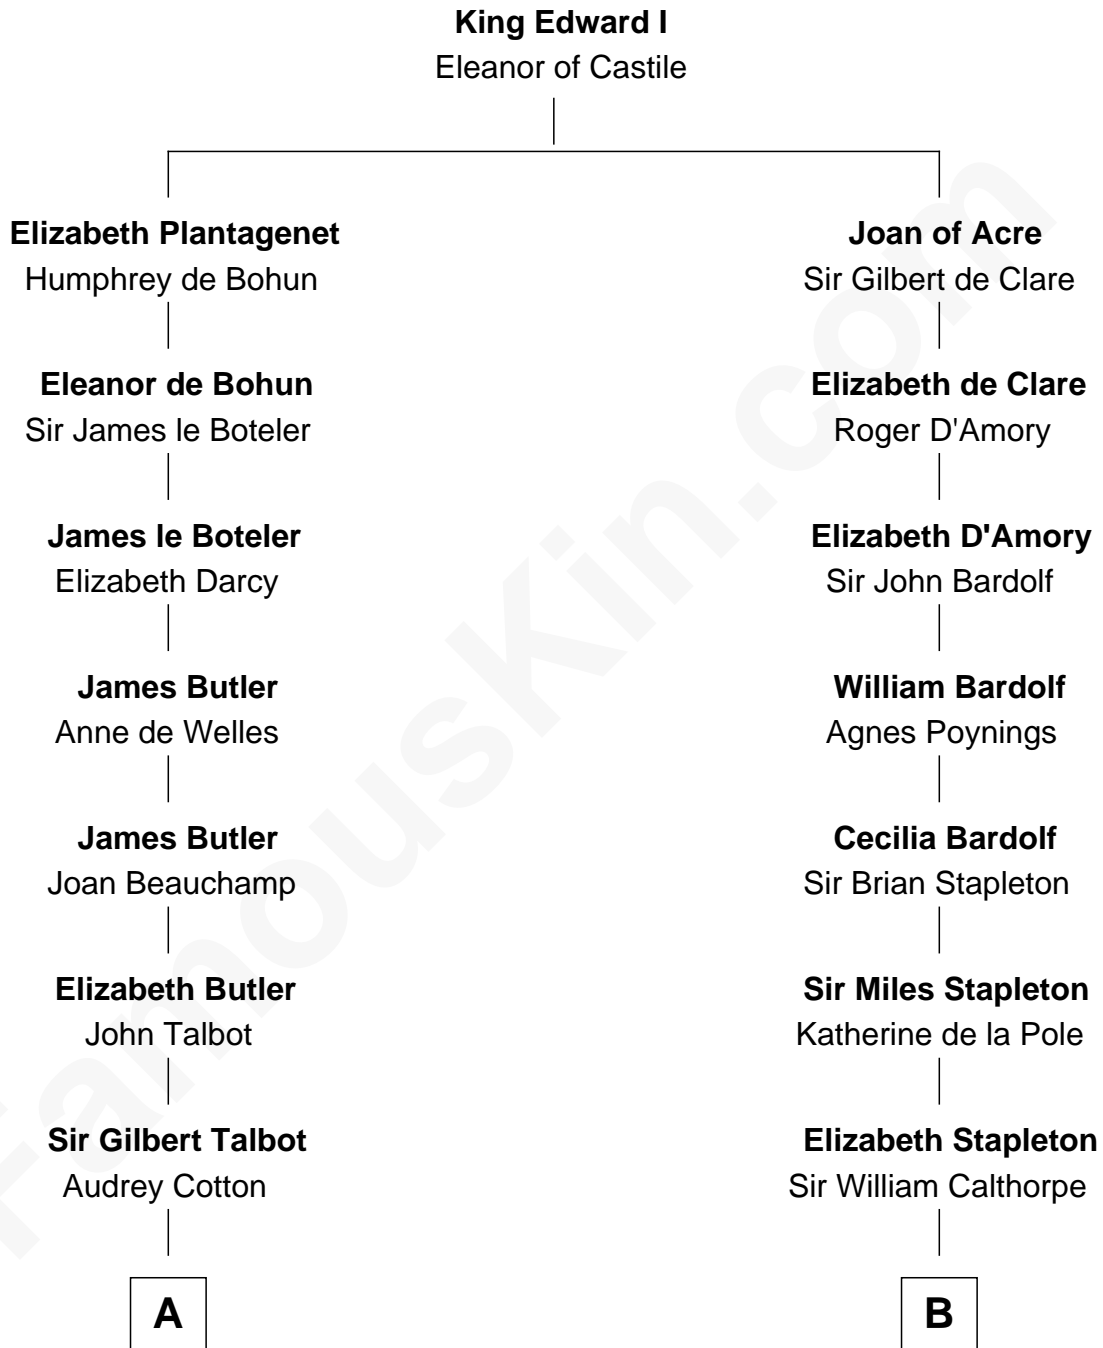 King Edward I
Eleanor of Castile
Elizabeth Plantagenet
Humphrey de Bohun
Joan of Acre
Sir Gilbert de Clare
Eleanor de Bohun
Sir James le Boteler
Elizabeth de Clare
Roger D'Amory
James le Boteler
Elizabeth Darcy
Elizabeth D'Amory
Sir John Bardolf
James Butler
Anne de Welles
William Bardolf
Agnes Poynings
James Butler
Joan Beauchamp
Cecilia Bardolf
Sir Brian Stapleton
Elizabeth Butler
John Talbot
Sir Miles Stapleton
Katherine de la Pole
Sir Gilbert Talbot
Audrey Cotton
Elizabeth Stapleton
Sir William Calthorpe
A
B
FamousKin.com